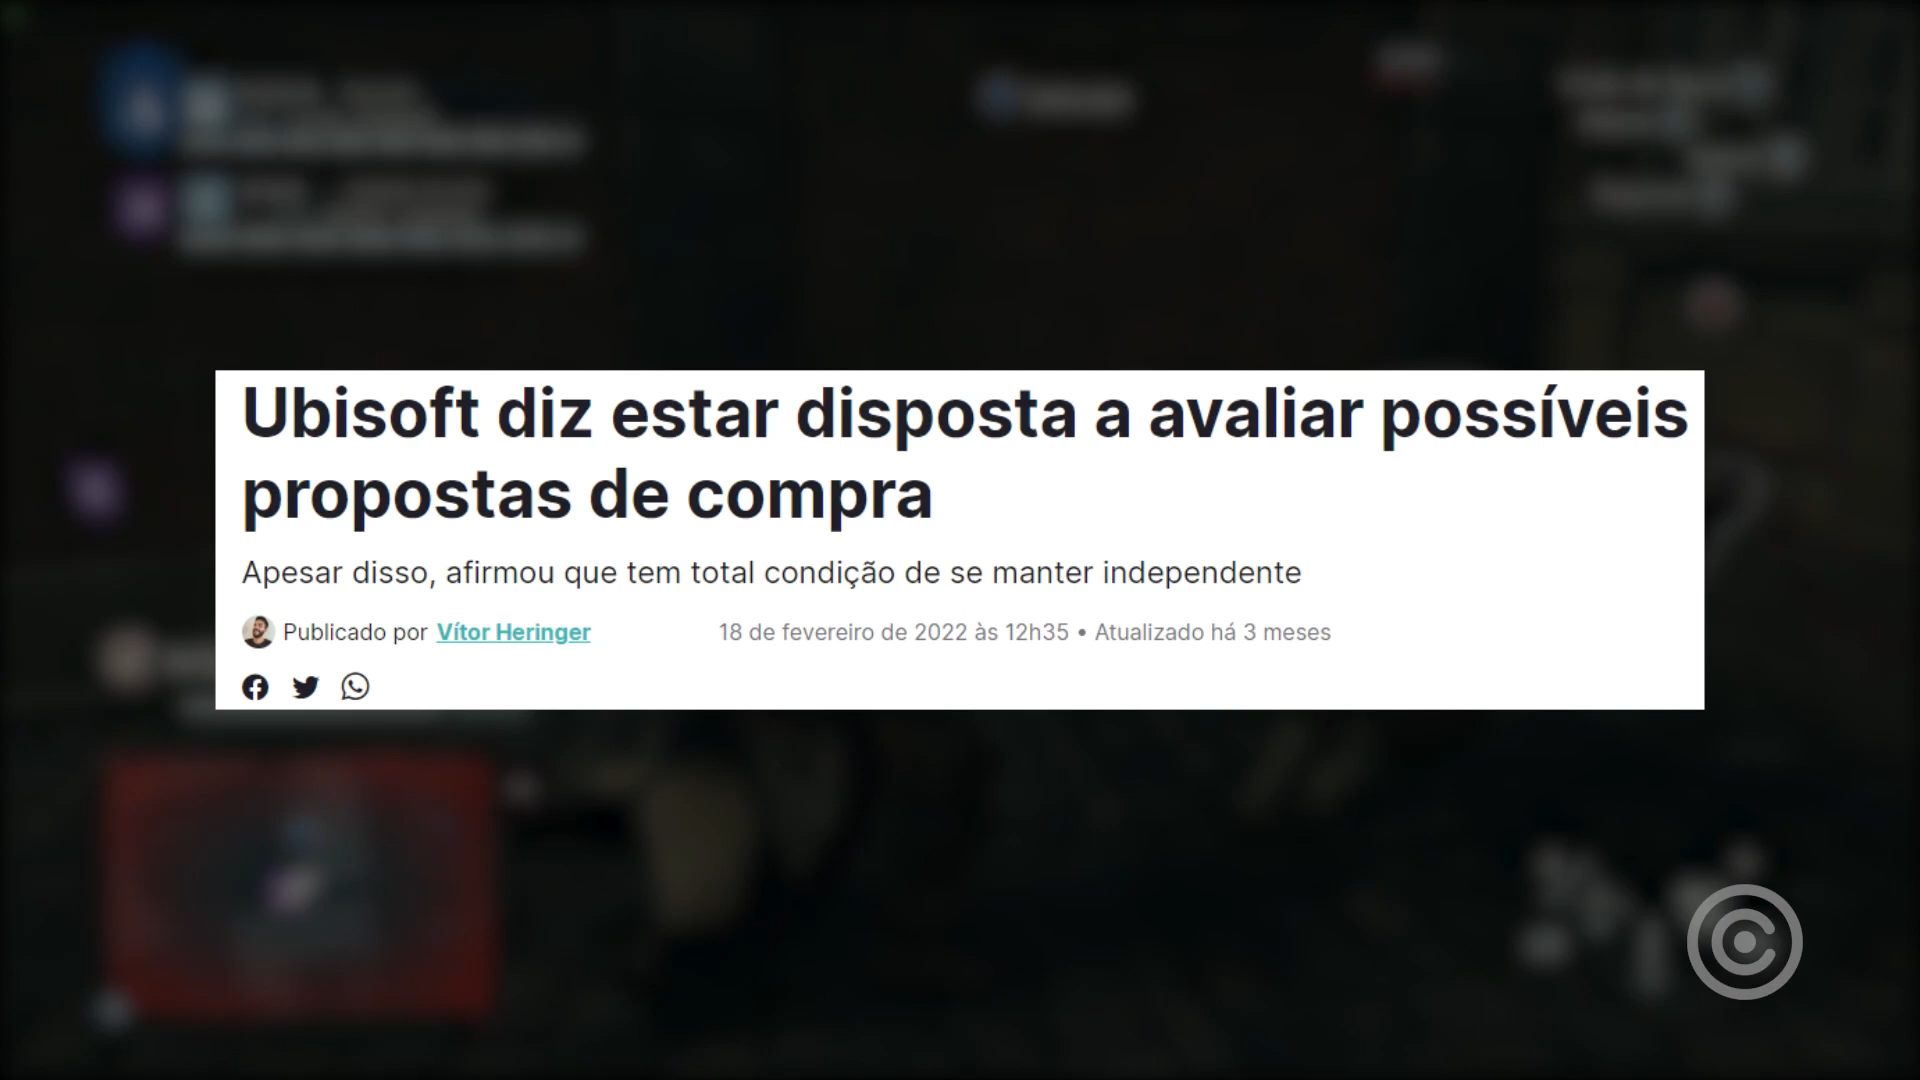 Ubisoft diz estar disposta a avaliar possíveis
propostas de compra
Apesar disso, afirmou que tem total condição de se manter independente
Publicado por Vítor Heringer 18 de fevereiro de 2022 às 12h35 • Atualizado há 3 meses